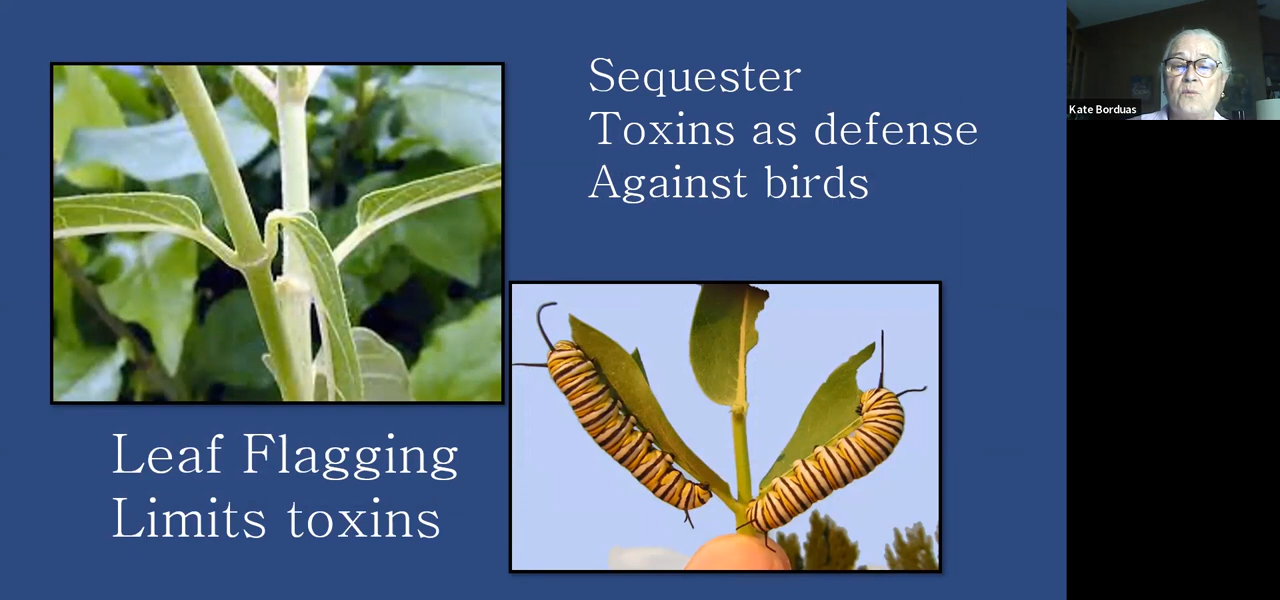 Sequester
Toxins as defense
Against birds
Kate Borduas
Leaf Flagging
Limits toxins